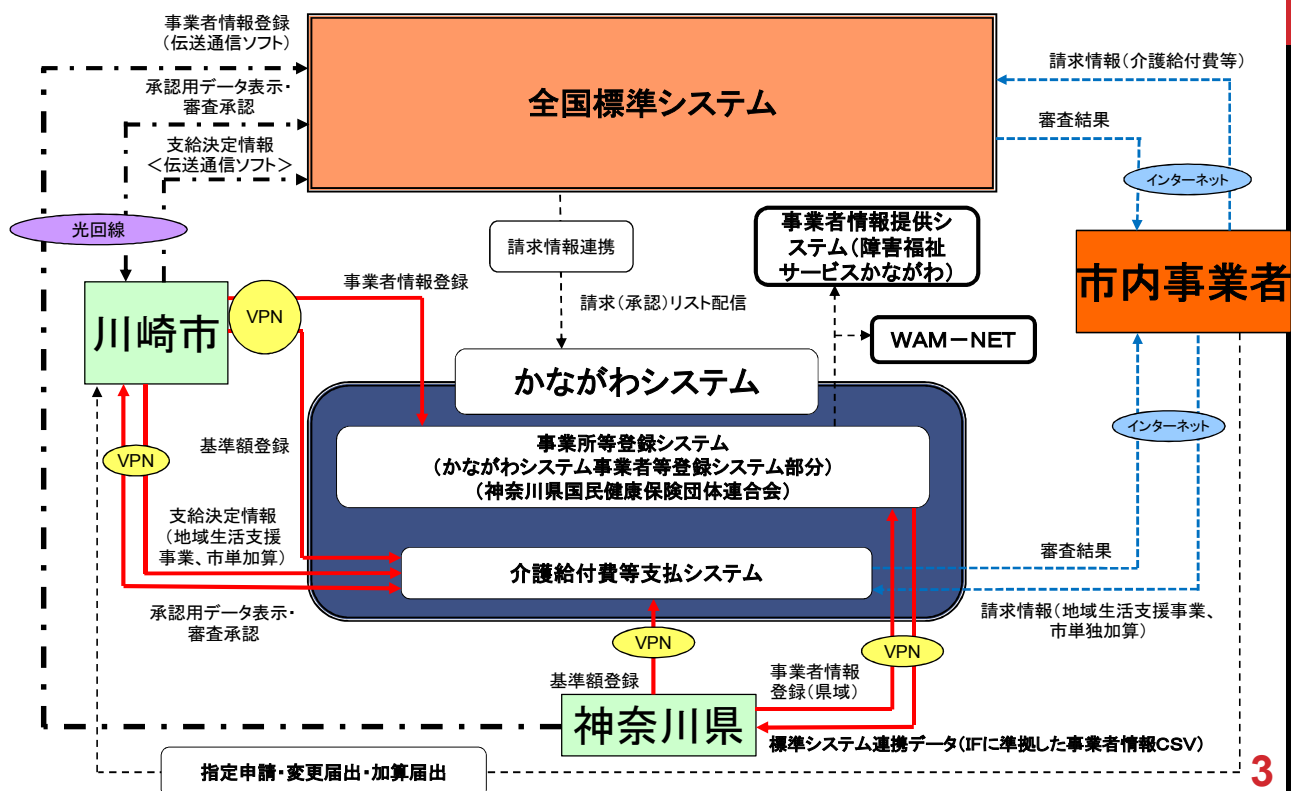 事業者情報登録
（伝送通信ソフト）
承認用データ表示・
審査承認
支給決定情報
＜伝送通信ソフト＞
光回線
全国標準システム
請求情報（介護給付費等）
審査結果
インターネット
市内事業者
請求情報連携
請求（承認）リスト配信
事業者情報提供シ
ステム（障害福祉
サービスかながわ）
WAM－NET
川崎市
VPN
事業者情報登録
かながわシステム
事業所等登録システム
（かながわシステム事業者等登録システム部分）
（神奈川県国民健康保険団体連合会）
介護給付費等支払システム
基準額登録
VPN
支給決定情報
（地域生活支援
事業、市単加算）
承認用データ表示・
審査承認
インターネット
審査結果
請求情報（地域生活支援事業、
市単独加算）
VPN
VPN
基準額登録
事業者情報
登録（県域）
神奈川県
標準システム連携データ（IFに準拠した事業者情報CSV）
指定申請・変更届出・加算届出
3